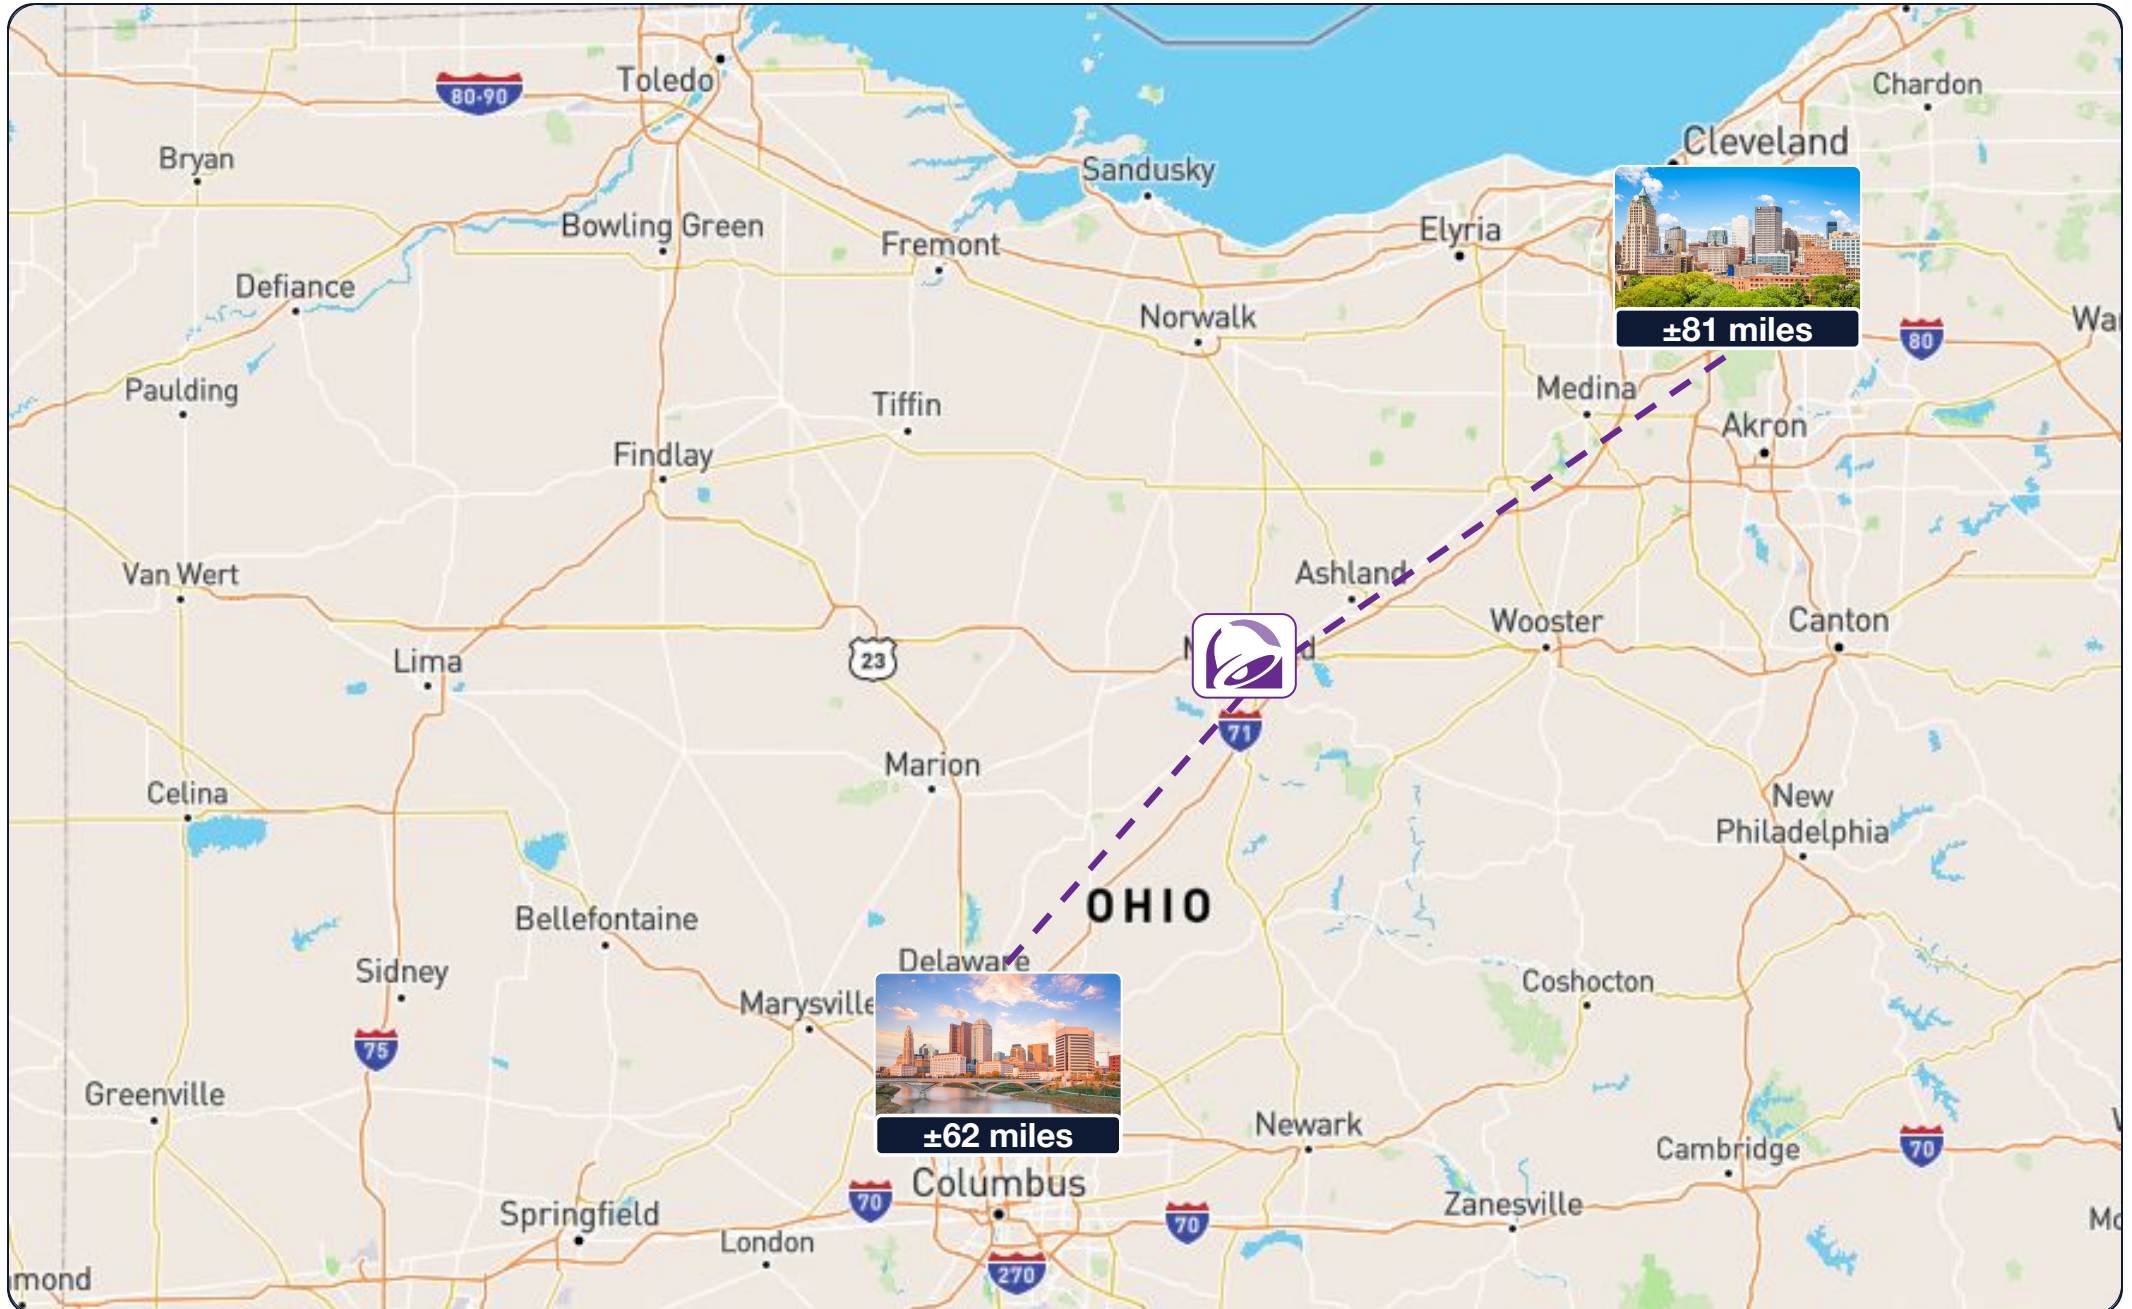 Toledo
80-90
Chardon
Cleveland
Bryan
Sandusky
Bowling Green
Elyria
Fremont
Defiance
Norwalk
±81 miles
80
Paulding
Medina
Tiffin
Akron
Findlay
Van Wert
Ashland
Wooster
Canton
Lima
23
71
Marion
Celina
New
Philadelphia
OHIO
Bellefontaine
Delaware
Sidney
Coshocton
Marysville
75
Greenville
±62 miles
Newark
Cambridge
70
Columbus
70
70
Springfield
Zanesville
London
270
mond